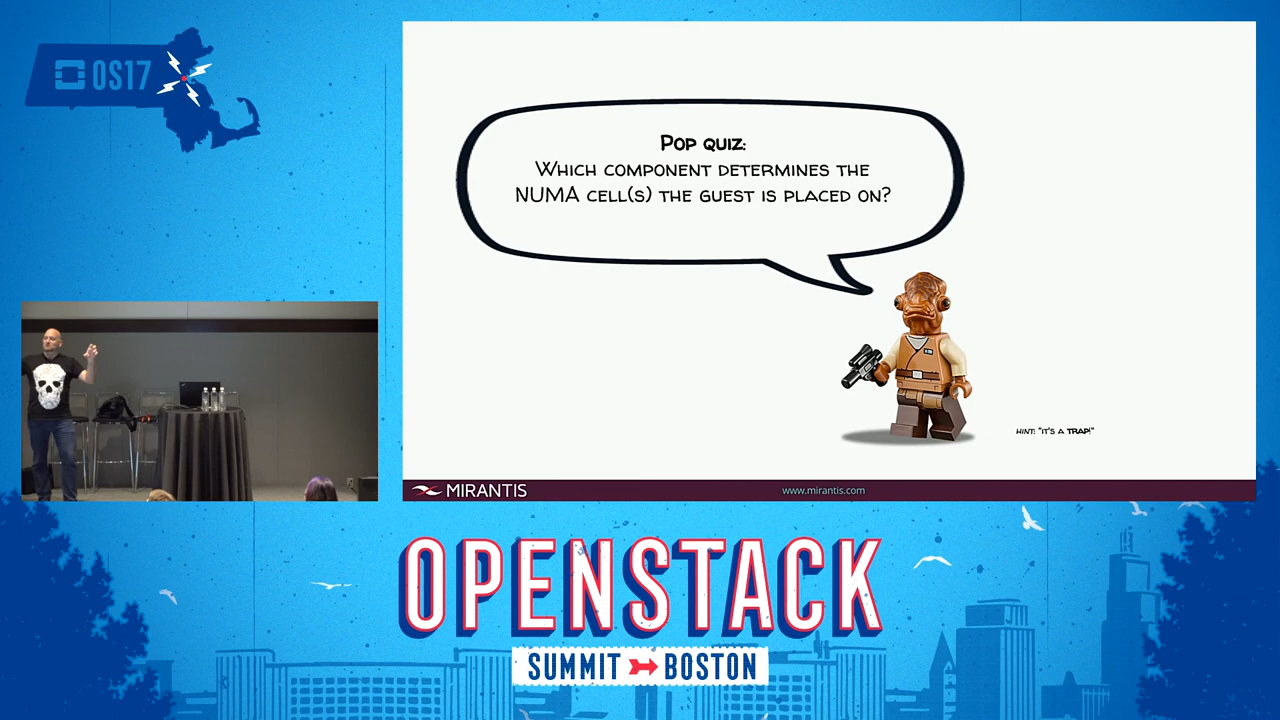 OS17
Pop quiz:
Which component determines the
NUMA cell(s) the guest is placed on?
Hint: "It's a trap!"
MIRANTIS
www.mirantis.com
OPENSTACK
SUMMIT BOSTON